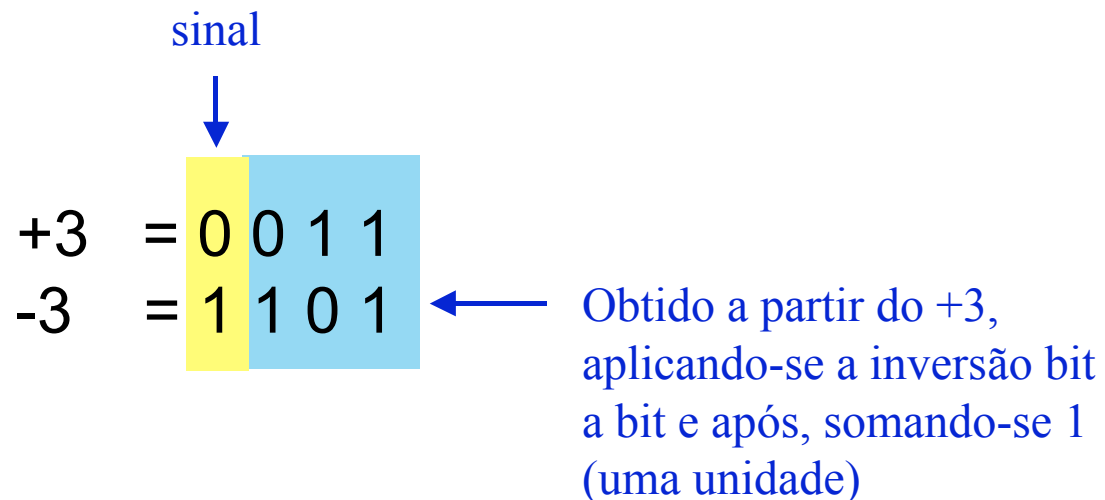 sinal
+3 = 0 0 1 1
-3 = 1 1 0 1
Obtido a partir do +3,
aplicando-se a inversão bit
a bit e após, somando-se 1
(uma unidade)